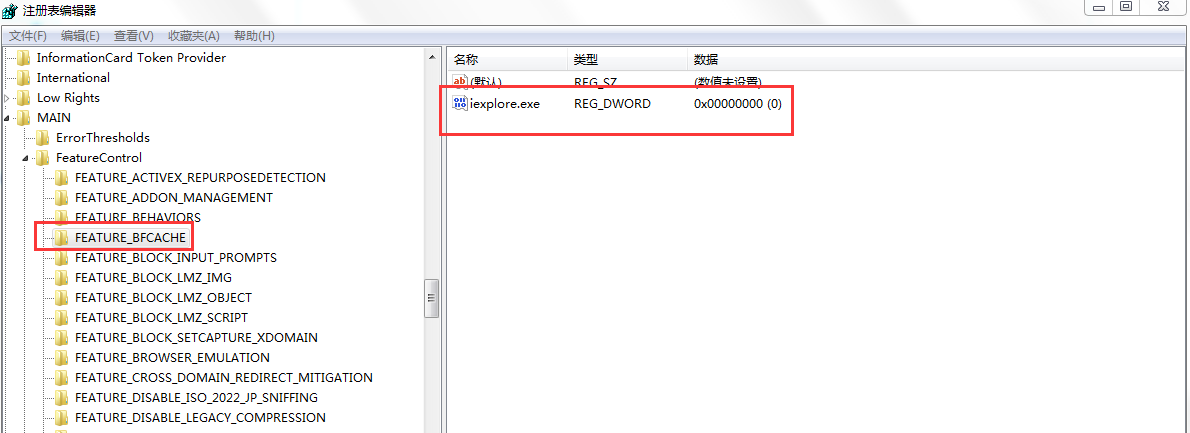 注册表编辑器
文件(F) 编辑(E) 查看(V) 收藏夹(A) 帮助(H)
InformationCard Token Provider
International
Low Rights
MAIN
ErrorThresholds
FeatureControl
FEATURE_ACTIVEX_REPURPOSEDETECTION
FEATURE_ADDON_MANAGEMENT
FEATURE_BEHAVIORS
FEATURE_BFCACHE
FEATURE_BLOCK_INPUT_PROMPTS
FEATURE_BLOCK_LMZ_IMG
FEATURE_BLOCK_LMZ_OBJECT
FEATURE_BLOCK_LMZ_SCRIPT
FEATURE_BLOCK_SETCAPTURE_XDOMAIN
FEATURE_BROWSER_EMULATION
FEATURE_CROSS_DOMAIN_REDIRECT_MITIGATION
FEATURE_DISABLE_ISO_2022_JP_SNIFFING
FEATURE_DISABLE_LEGACY_COMPRESSION
名称 类型 数据
(默认) REG_SZ (数值未设置)
iexplore.exe REG_DWORD 0x00000000 (0)